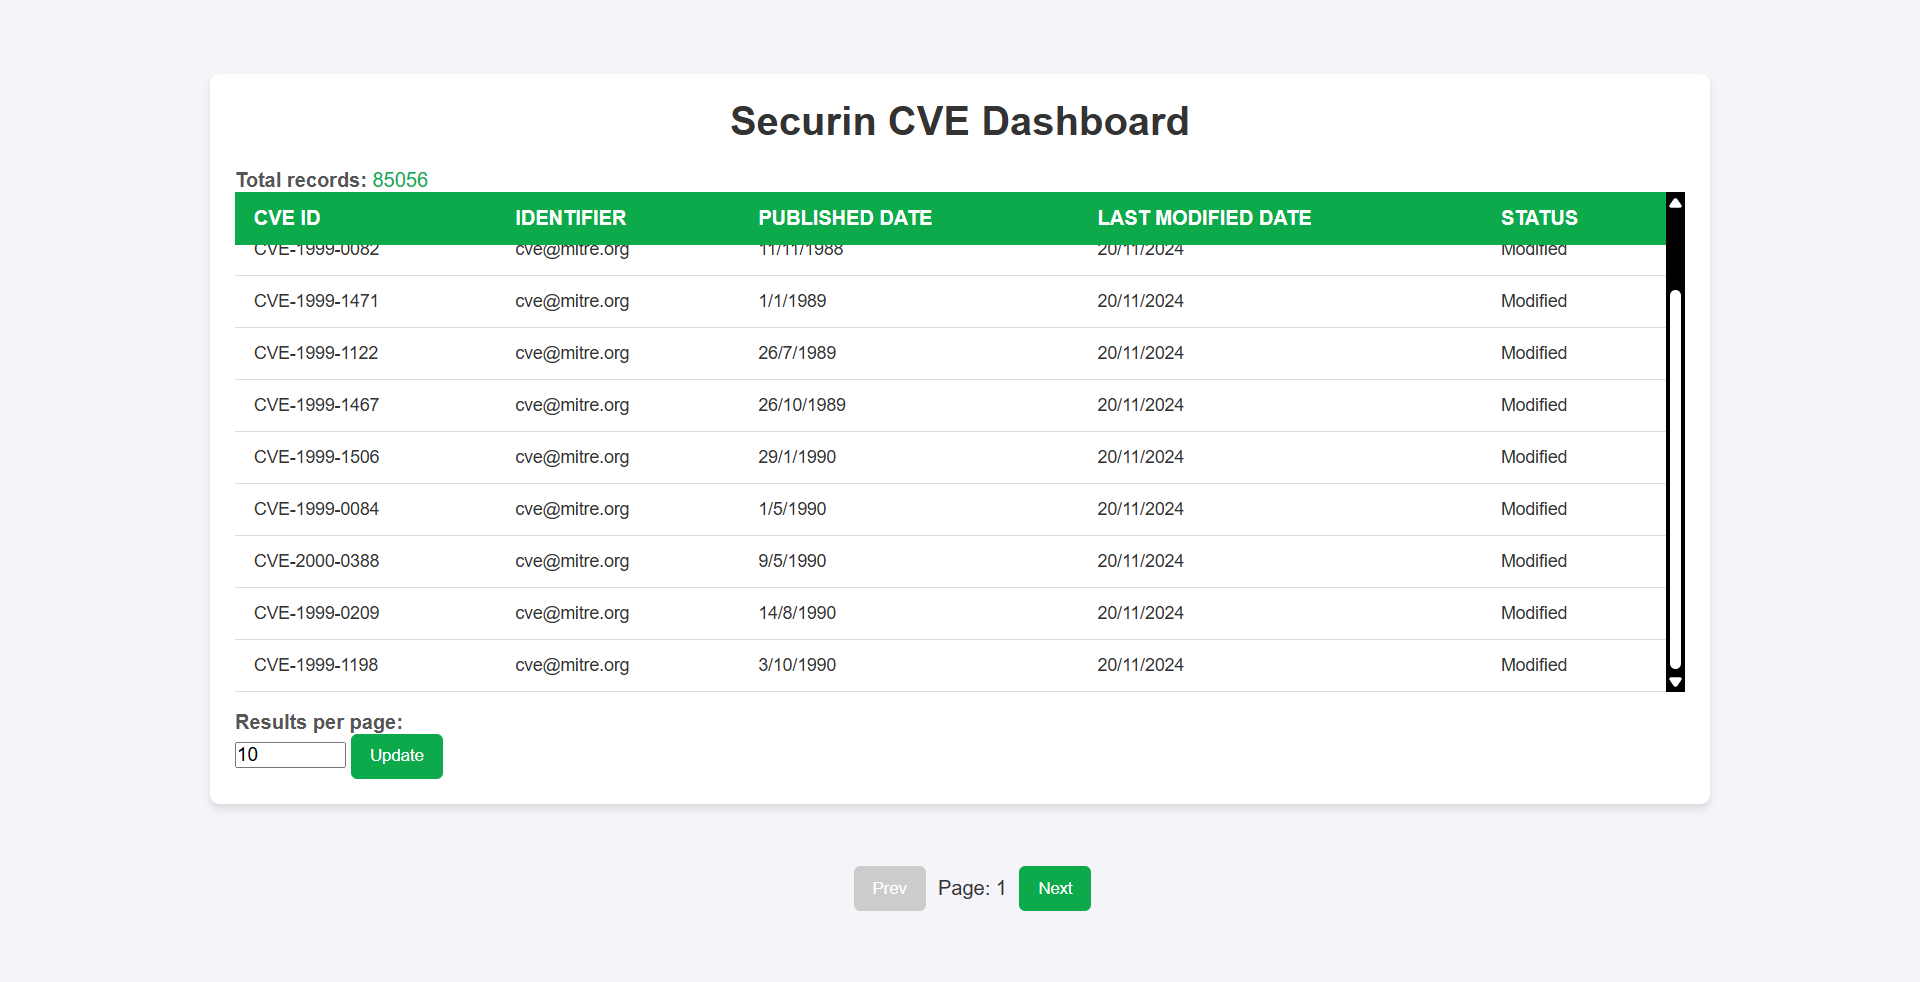 Securin CVE Dashboard
Total records: 85056
CVE ID IDENTIFIER PUBLISHED DATE LAST MODIFIED DATE STATUS
CVE-1999-0082 cve@mitre.org 11/11/1988 20/11/2024 Modified
CVE-1999-1471 cve@mitre.org 1/1/1989 20/11/2024 Modified
CVE-1999-1122 cve@mitre.org 26/7/1989 20/11/2024 Modified
CVE-1999-1467 cve@mitre.org 26/10/1989 20/11/2024 Modified
CVE-1999-1506 cve@mitre.org 29/1/1990 20/11/2024 Modified
CVE-1999-0084 cve@mitre.org 1/5/1990 20/11/2024 Modified
CVE-2000-0388 cve@mitre.org 9/5/1990 20/11/2024 Modified
CVE-1999-0209 cve@mitre.org 14/8/1990 20/11/2024 Modified
CVE-1999-1198 cve@mitre.org 3/10/1990 20/11/2024 Modified
Results per page:
10 Update
Prev Page: 1 Next